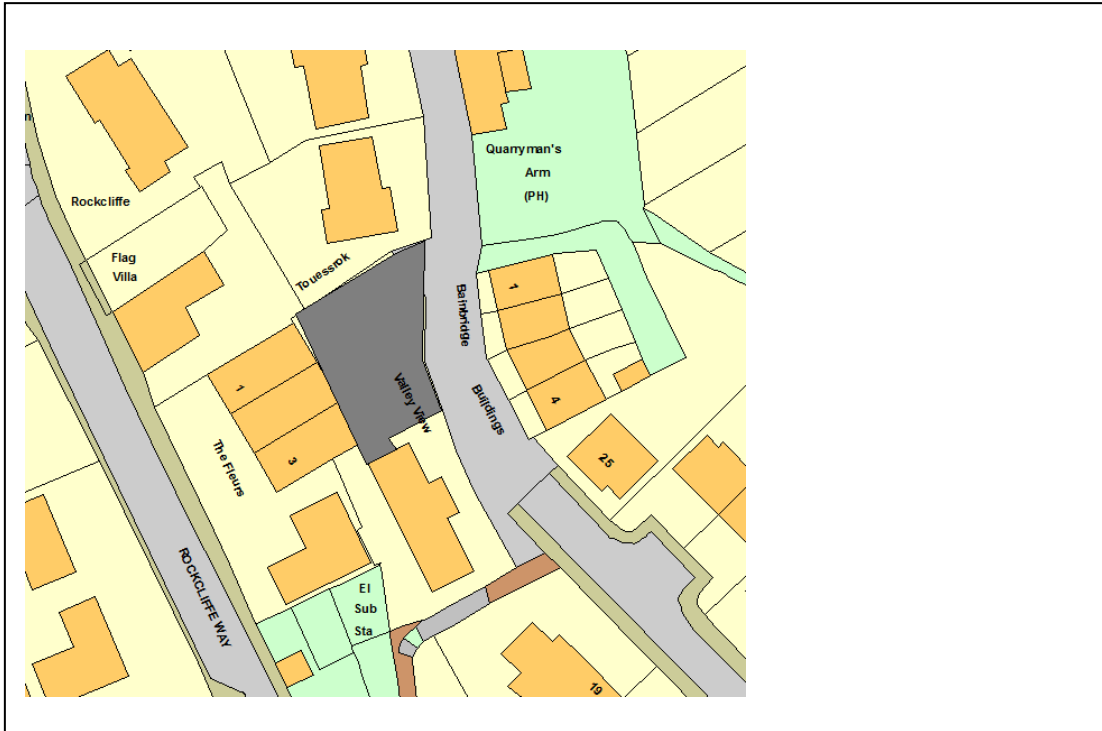 Quarryman's
Arm
(PH)
Rockcliffe
Flag
Villa
Touessrok
Bainbridge
Buildings
1
4
1
3
Valley View
The Fleurs
25
ROCKCLIFFE WAY
El
Sub
Sta
19